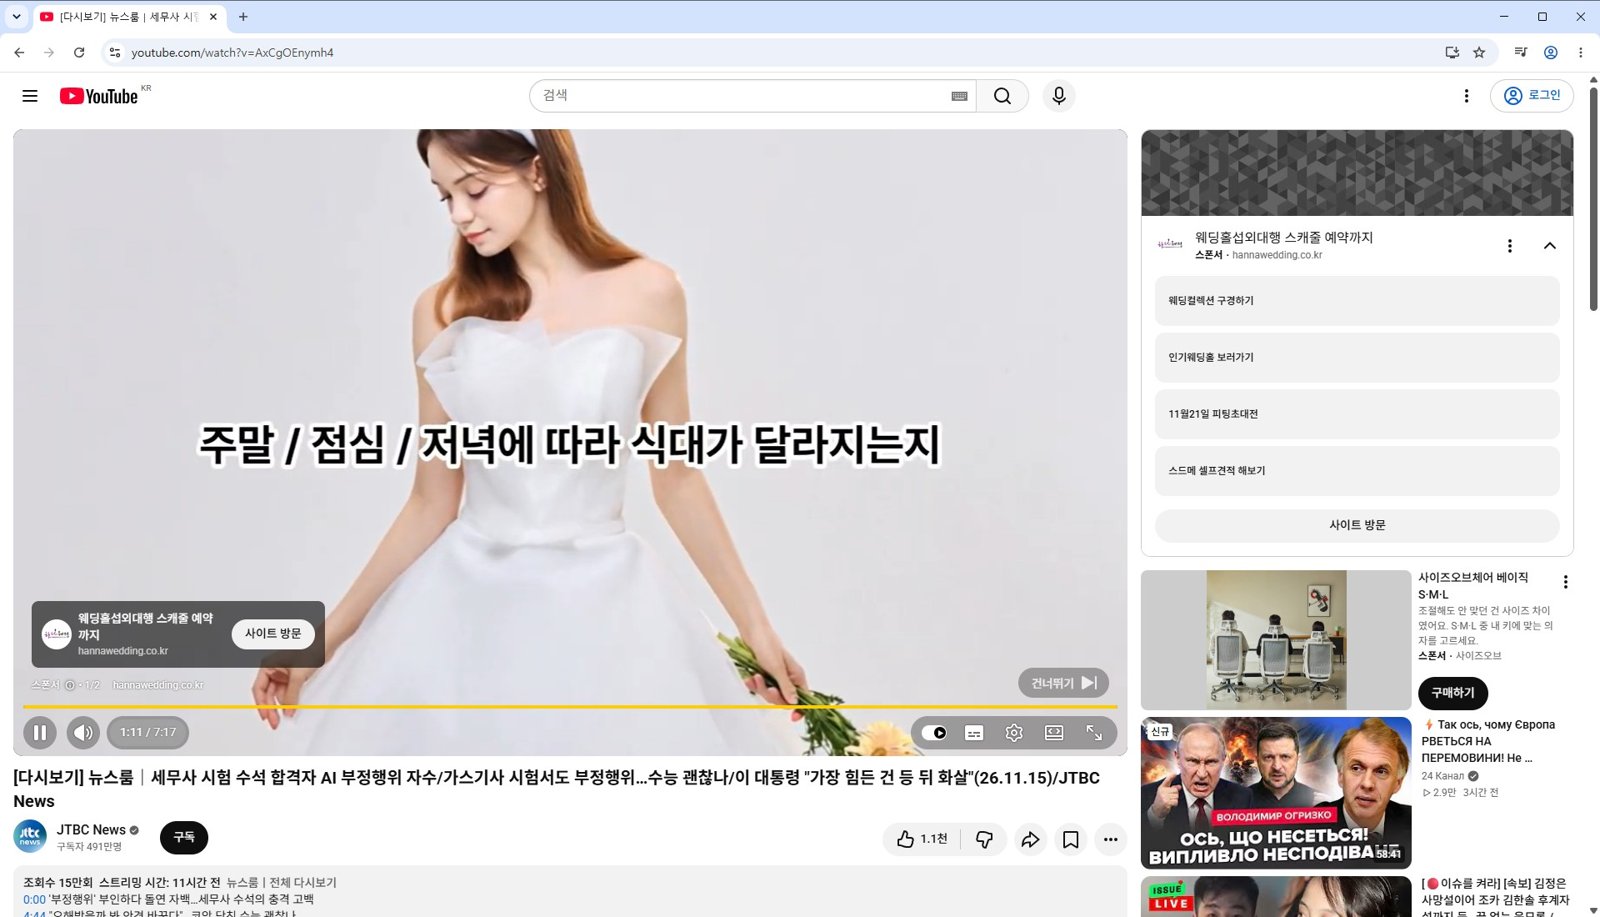 [다시보기] 뉴스룸 | 세무사 시험
youtube.com/watch?v=AxCgOEnymh4
YouTube KR
검색
로그인
주말 / 점심 / 저녁에 따라 식대가 달라지는지
웨딩홀섭외대행 스캐줄 예약
까지
hannawedding.co.kr
사이트 방문
스폰서 · 1/2 hannawedding.co.kr
건너뛰기
1:11 / 7:17
[다시보기] 뉴스룸｜세무사 시험 수석 합격자 AI 부정행위 자수/가스기사 시험서도 부정행위…수능 괜찮나/이 대통령 "가장 힘든 건 등 뒤 화살"(26.11.15)/JTBC
News
jtbc
news
JTBC News
구독자 491만명
구독
1.1천
조회수 15만회 스트리밍 시간: 11시간 전 뉴스룸 | 전체 다시보기
0:00 '부정행위' 부인하다 돌연 자백…세무사 수석의 충격 고백
웨딩홀섭외대행 스캐줄 예약까지
스폰서 · hannawedding.co.kr
웨딩컬렉션 구경하기
인기웨딩홀 보러가기
11월21일 피팅초대전
스드메 셀프견적 해보기
사이트 방문
사이즈오브체어 베이직
S·M·L
조절해도 안 맞던 건 사이즈 차이
였어요. S·M·L 중 내 키에 맞는 의
자를 고르세요.
스폰서 · 사이즈오브
구매하기
신규
ВОЛОДИМИР ОГРИЗКО
ОСЬ, ЩО НЕСЕТЬСЯ!
ВИПЛИВЛО НЕСПОДІВА
58:41
Так ось, чому Європа
РВЕТЬСЯ НА
ПЕРЕМОВИНИ! Не ...
24 Канал
2.9만 3시간 전
ISSUE
LIVE
[🔴이슈를 켜라] [속보] 김정은
사망설이어 조카 김한솔 후계자